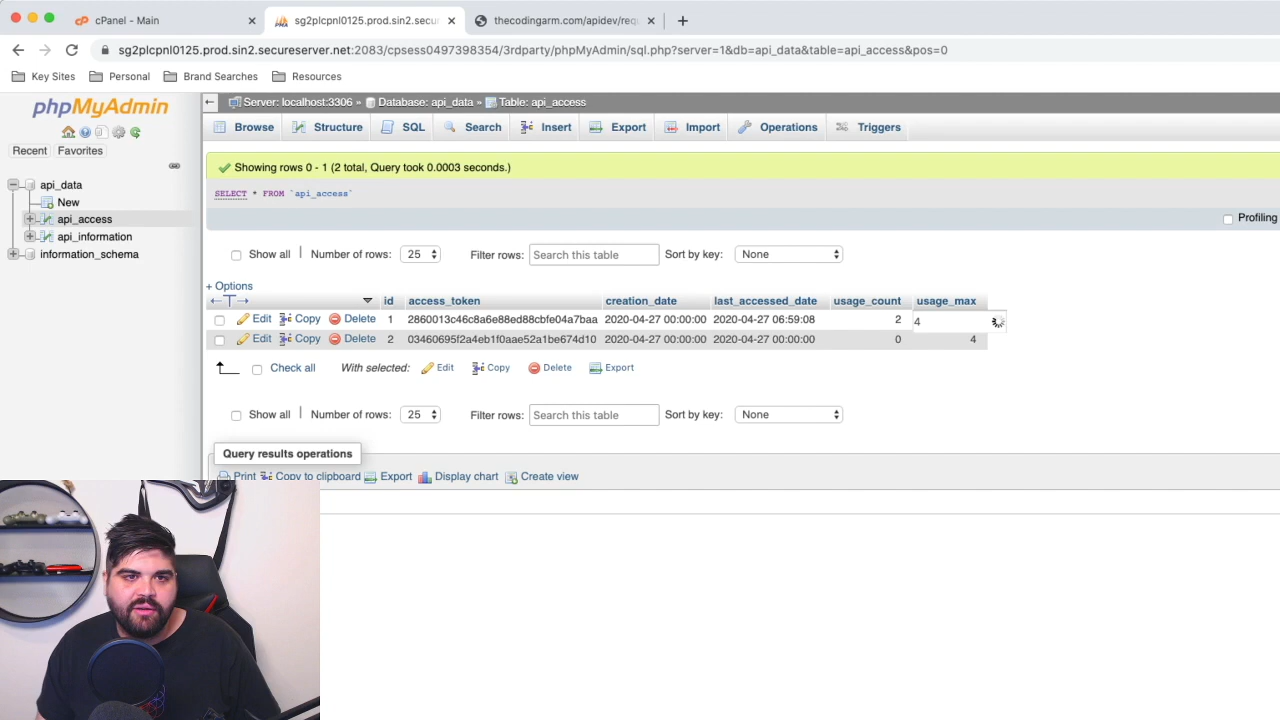 cPanel - Main
sg2plcpnl0125.prod.sin2.secu
thecodingarm.com/apidev/req
sg2plcpnl0125.prod.sin2.secureserver.net:2083/cpsess0497398354/3rdparty/phpMyAdmin/sql.php?server=1&db=api_data&table=api_access&pos=0
Key Sites Personal Brand Searches Resources
phpMyAdmin
Recent Favorites
api_data
New
api_access
api_information
information_schema
Server: localhost:3306 » Database: api_data » Table: api_access
Browse Structure SQL Search Insert Export Import Operations Triggers
Showing rows 0 - 1 (2 total, Query took 0.0003 seconds.)
SELECT * FROM `api_access`
Profiling
Show all | Number of rows: 25 Filter rows: Search this table Sort by key: None
+ Options
←T→ id access_token creation_date last_accessed_date usage_count usage_max
Edit Copy Delete 1 2860013c46c8a6e88ed88cbfe04a7baa 2020-04-27 00:00:00 2020-04-27 06:59:08 2 4
Edit Copy Delete 2 03460695f2a4eb1f0aae52a1be674d10 2020-04-27 00:00:00 2020-04-27 00:00:00 0 4
Check all With selected: Edit Copy Delete Export
Show all | Number of rows: 25 Filter rows: Search this table Sort by key: None
Query results operations
Print Copy to clipboard Export Display chart Create view